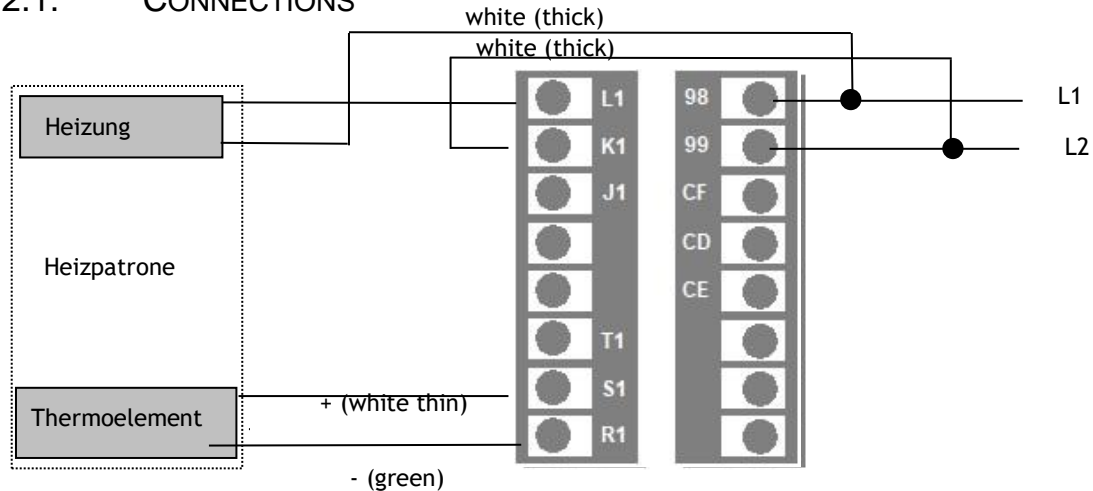 2.1. CONNECTIONS
white (thick)
white (thick)
Heizung
L1
98
L1
K1
99
L2
J1
CF
Heizpatrone
CD
CE
T1
Thermoelement
+ (white thin)
S1
R1
- (green)